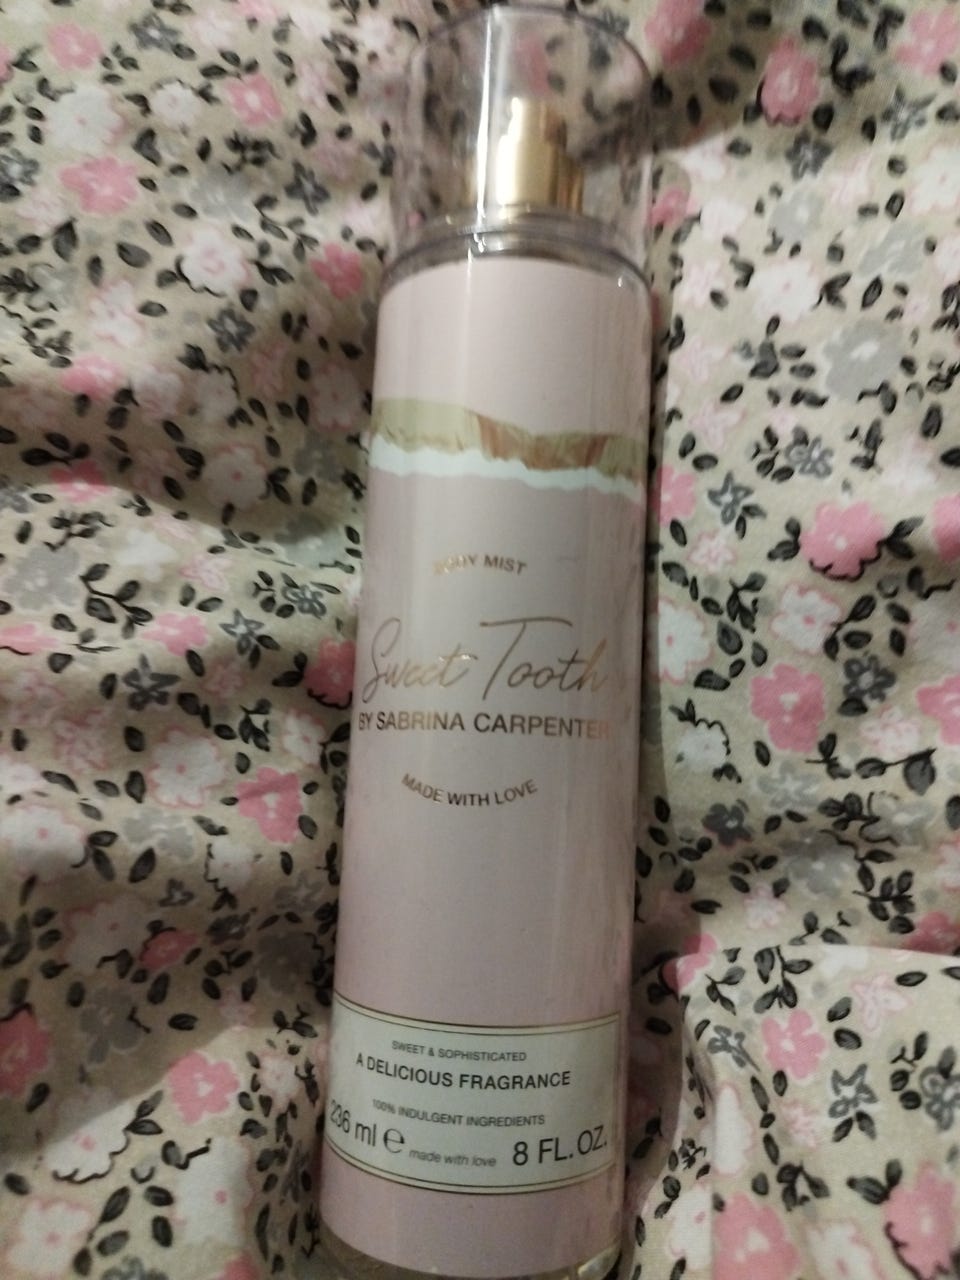 BODY MIST
Sweet Tooth
BY SABRINA CARPENTER
MADE WITH LOVE
SWEET & SOPHISTICATED
A DELICIOUS FRAGRANCE
100% INDULGENT INGREDIENTS
236 ml ℮ made with love 8 FL. OZ.